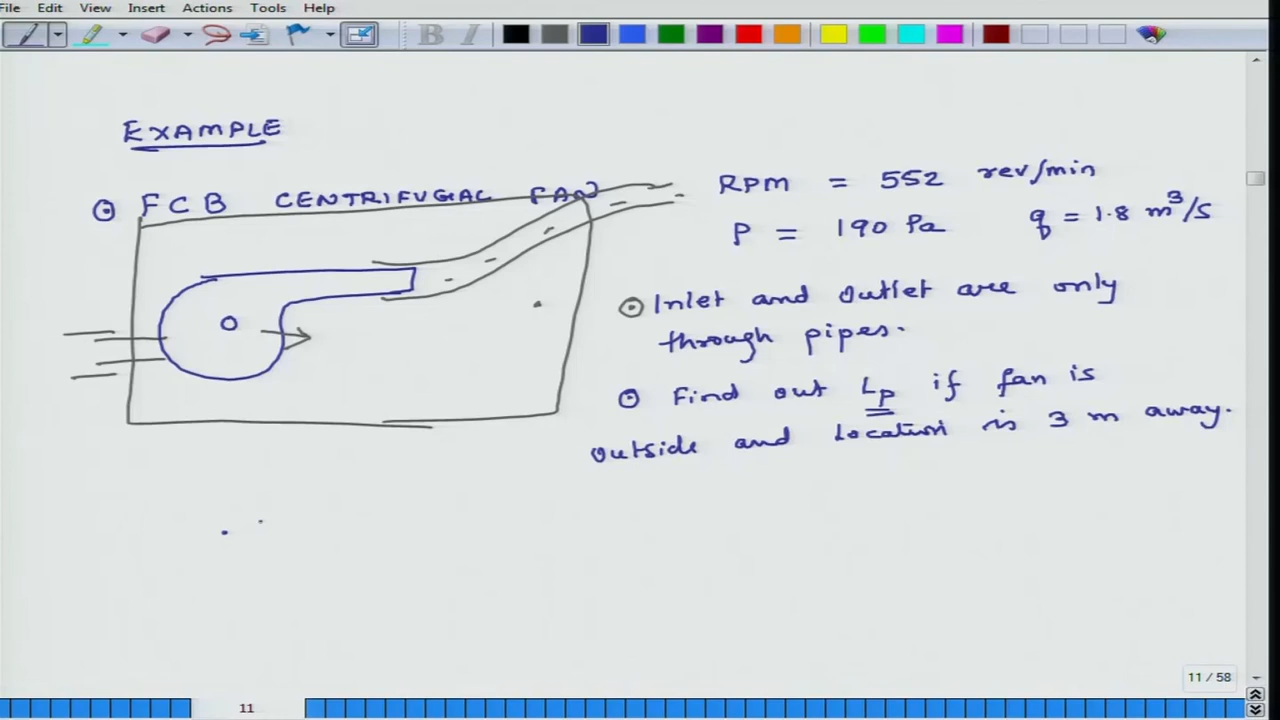 File Edit View Insert Actions Tools Help
B I
EXAMPLE
FCB CENTRIFUGAL FAN
RPM = 552 rev/min
P = 190 Pa q = 1.8 m³/s
Inlet and outlet are only
through pipes.
Find out Lp if fan is
outside and location is 3 m away.
11 / 58
11